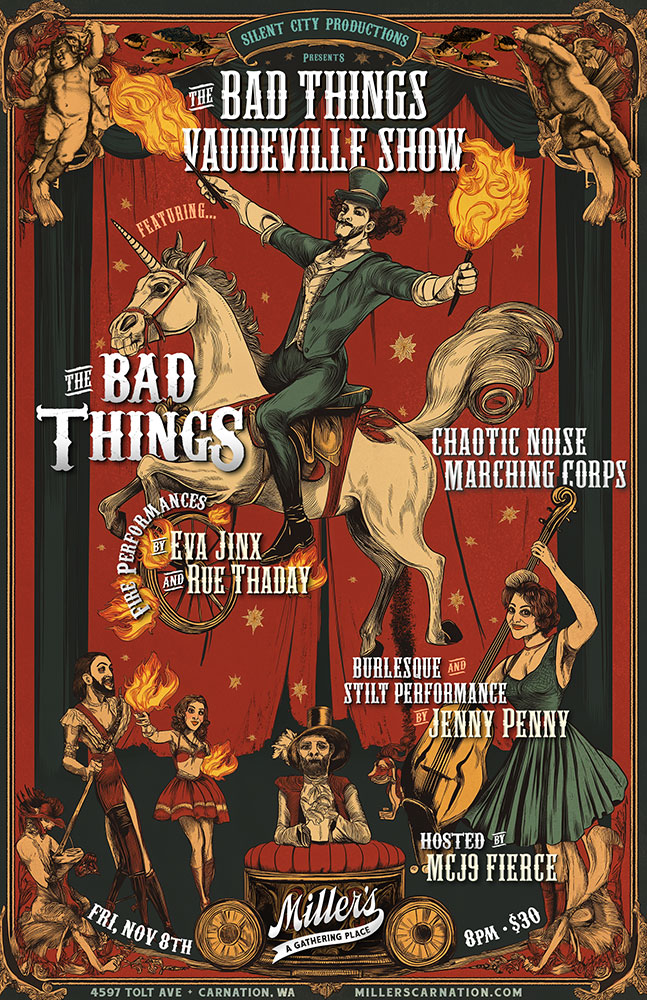 SILENT CITY PRODUCTIONS
PRESENTS
THE BAD THINGS
VAUDEVILLE SHOW
FEATURING...
THE BAD
THINGS
CHAOTIC NOISE
MARCHING CORPS
FIRE PERFORMANCES
BY EVA JINX
AND RUE THADAY
BURLESQUE AND
STILT PERFORMANCE
BY JENNY PENNY
HOSTED BY
MCJ9 FIERCE
FRI, NOV 8TH
Miller's
A GATHERING PLACE
8PM • $30
4597 TOLT AVE • CARNATION, WA
MILLERSCARNATION.COM